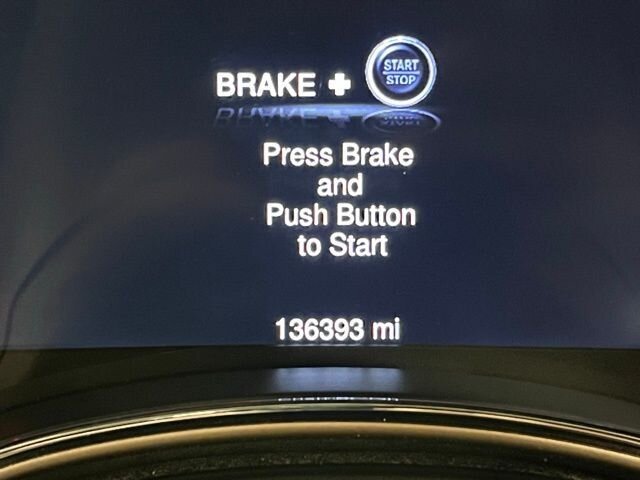 BRAKE + START
STOP
Press Brake
and
Push Button
to Start
136393 mi